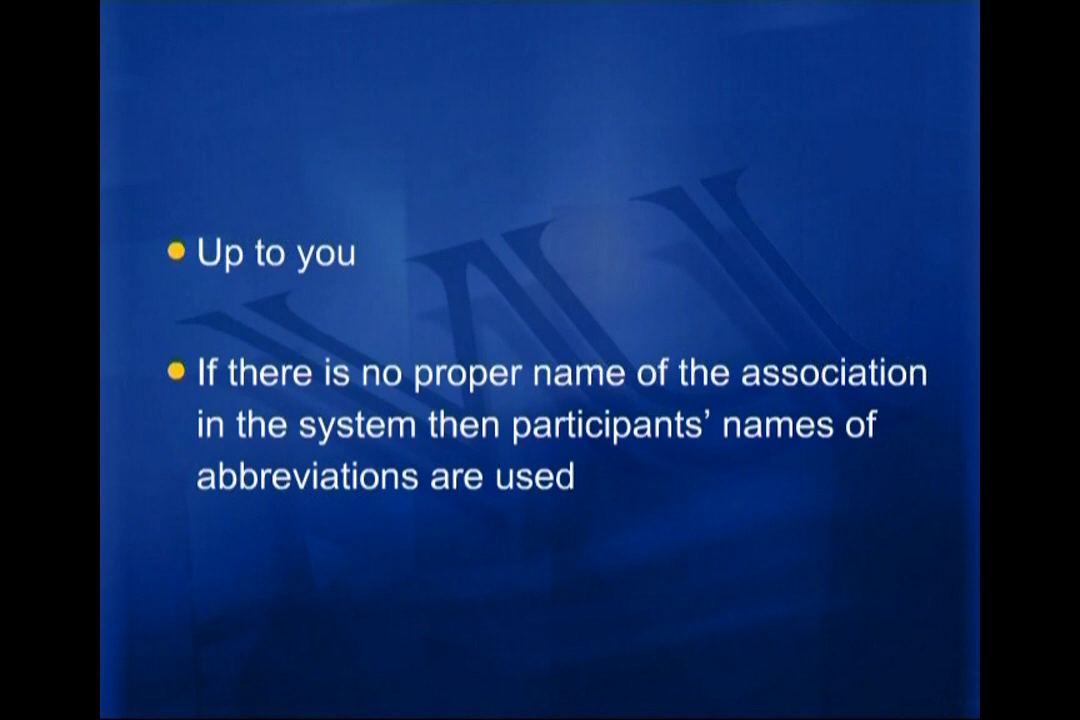 Up to you
If there is no proper name of the association
in the system then participants’ names of
abbreviations are used
VU